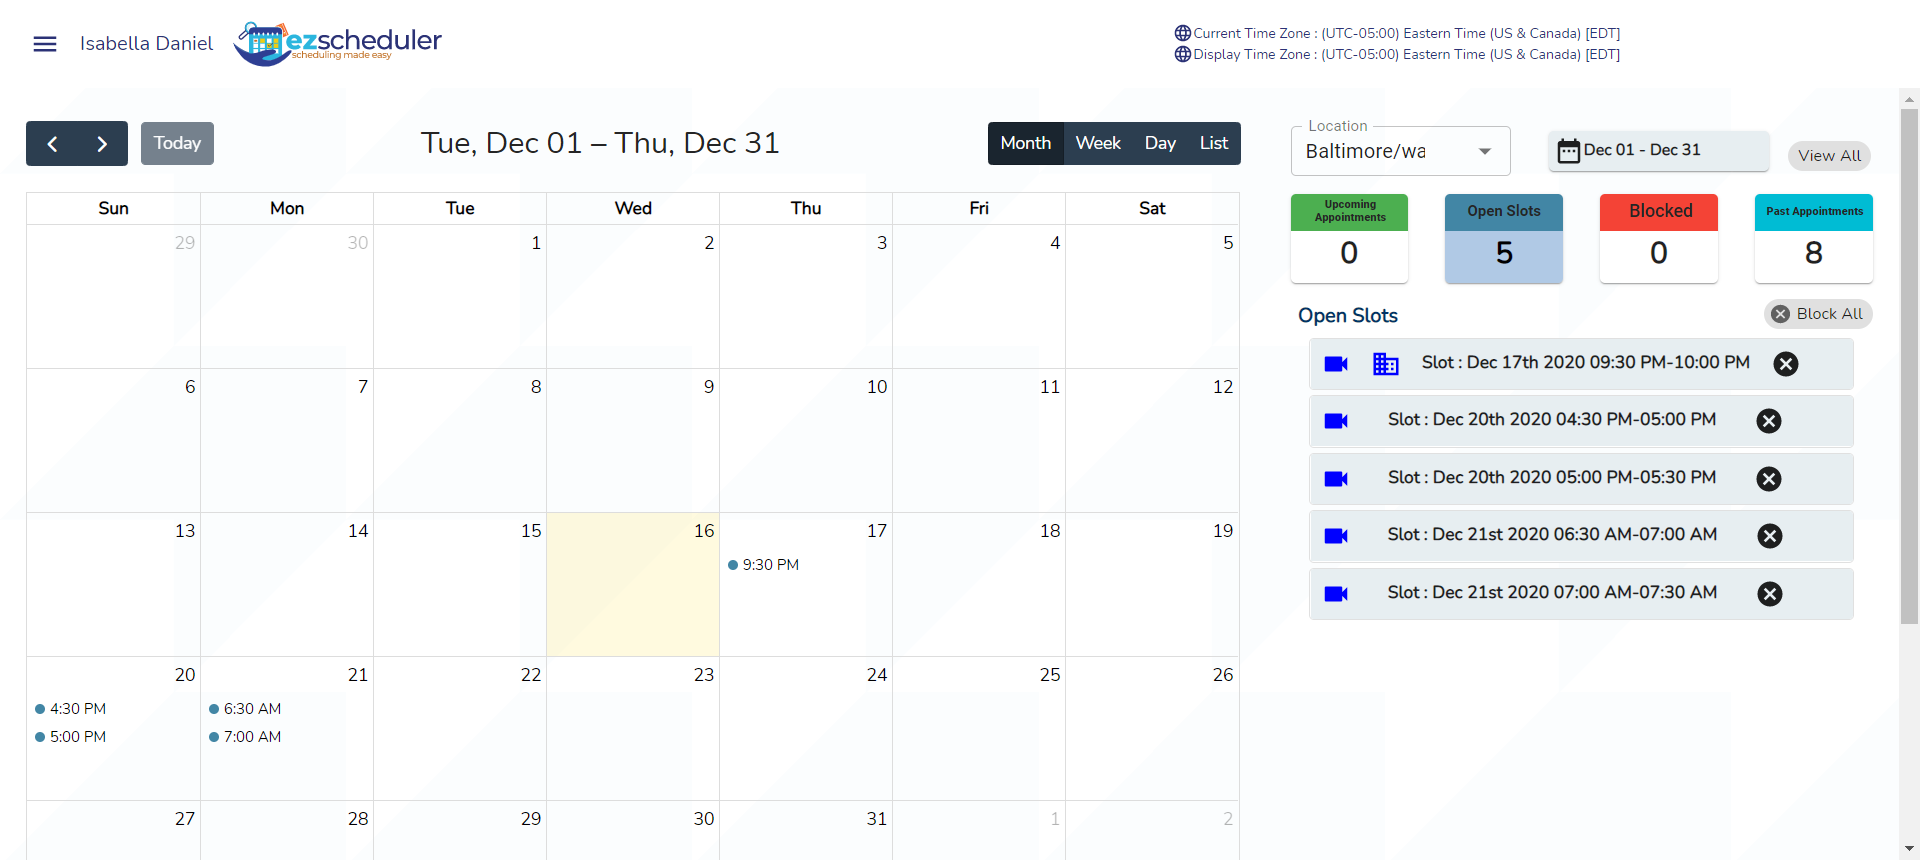 Isabella Daniel
ezscheduler
scheduling made easy
Current Time Zone : (UTC-05:00) Eastern Time (US & Canada) [EDT]
Display Time Zone : (UTC-05:00) Eastern Time (US & Canada) [EDT]
Today
Tue, Dec 01 – Thu, Dec 31
Month Week Day List
Sun Mon Tue Wed Thu Fri Sat
29 30 1 2 3 4 5
6 7 8 9 10 11 12
13 14 15 16 17 18 19
9:30 PM
20 21 22 23 24 25 26
4:30 PM 6:30 AM
5:00 PM 7:00 AM
27 28 29 30 31 1 2
Location
Baltimore/wa
Dec 01 - Dec 31
View All
Upcoming
Appointments
0
Open Slots
5
Blocked
0
Past Appointments
8
Open Slots
Block All
Slot : Dec 17th 2020 09:30 PM-10:00 PM
Slot : Dec 20th 2020 04:30 PM-05:00 PM
Slot : Dec 20th 2020 05:00 PM-05:30 PM
Slot : Dec 21st 2020 06:30 AM-07:00 AM
Slot : Dec 21st 2020 07:00 AM-07:30 AM